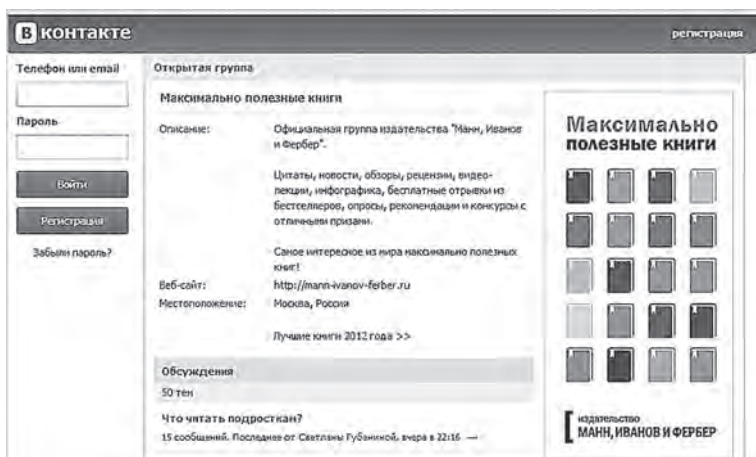 В контакте
регистрация
Телефон или email
Пароль
Войти
Регистрация
Забыли пароль?
Открытая группа
Максимально полезные книги
Описание:
Официальная группа издательства "Манн, Иванов
и Фербер".
Цитаты, новости, обзоры, рецензии, видео-
лекции, инфографика, бесплатные отрывки из
бестселлеров, опросы, рекомендации и конкурсы с
отличными призами.
Самое интересное из мира максимально полезных
книг!
Веб-сайт:
http://mann-ivanov-ferber.ru
Местоположение:
Москва, Россия
Лучшие книги 2012 года >>
Обсуждения
50 тем
Что читать подросткам?
15 сообщений. Последнее от Светланы Губаникой, вчера в 22:16 —
Максимально
полезные книги
издательство
МАНН, ИВАНОВ И ФЕРБЕР